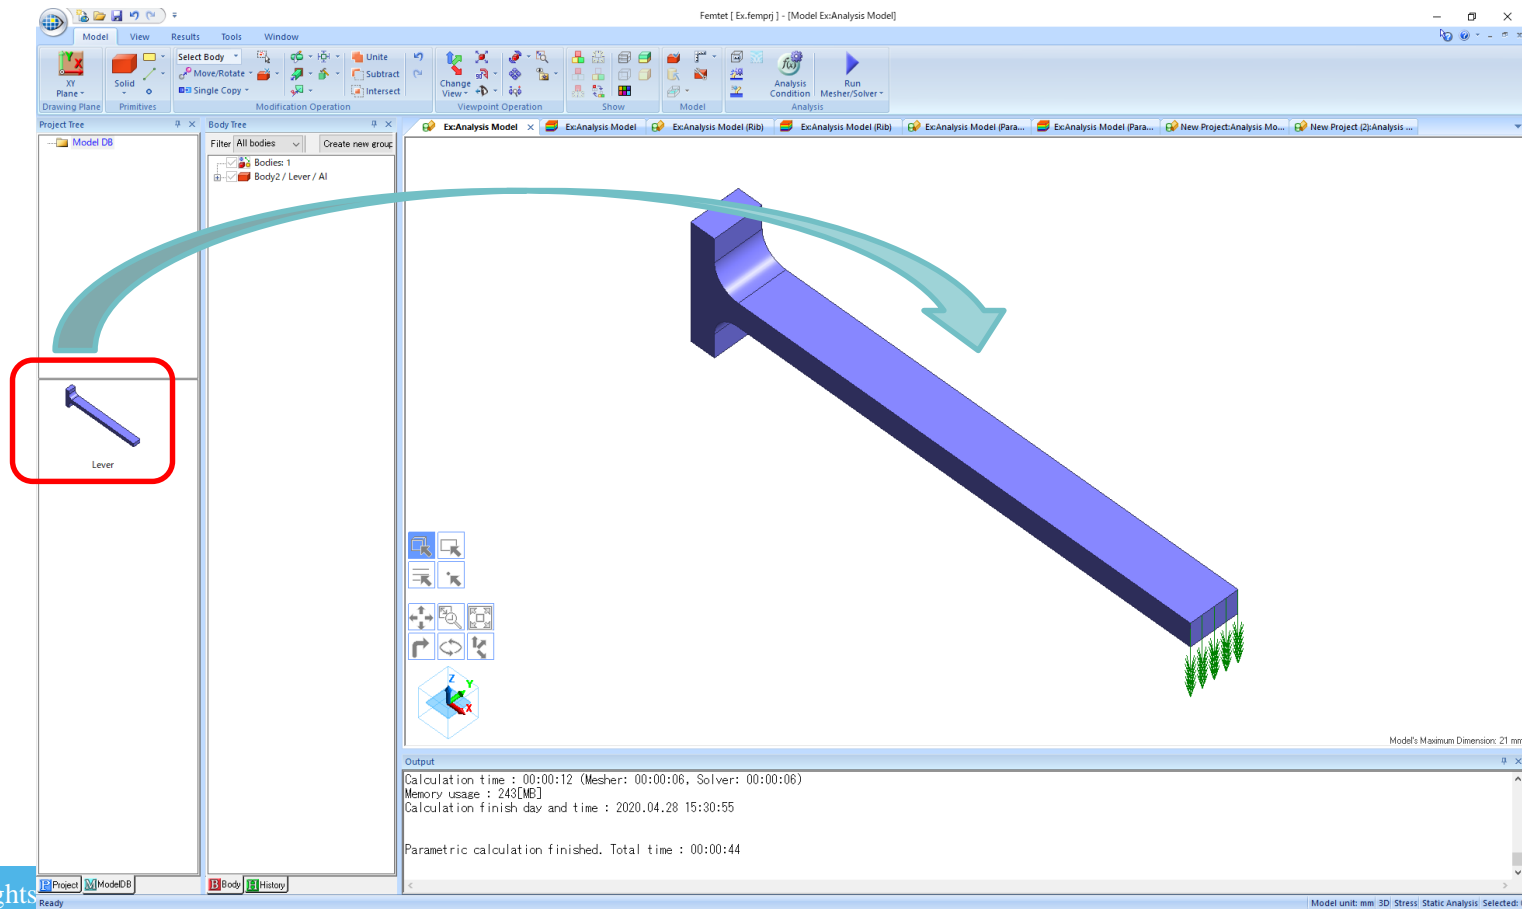 Femtet [ Ex.femprj ] - [Model Ex:Analysis Model]
Model View Results Tools Window
XY Plane
Drawing Plane
Solid
Primitives
Select Body
Move/Rotate
Single Copy
Unite
Subtract
Intersect
Modification Operation
Change View
Viewpoint Operation
Show
Model
f(x)
Analysis Condition
Run Mesher/Solver
Analysis
Project Tree
Body Tree
Ex:Analysis Model
Ex:Analysis Model
Ex:Analysis Model (Rib)
Ex:Analysis Model (Rib)
Ex:Analysis Model (Para...
Ex:Analysis Model (Para...
New Project:Analysis Mo...
New Project (2):Analysis ...
Model DB
Filter All bodies Create new group
Bodies: 1
Body2 / Lever / Al
Lever
Z
Y
X
Model's Maximum Dimension: 21 mm
Output
Calculation time : 00:00:12 (Mesher: 00:00:06, Solver: 00:00:06)
Memory usage : 243[MB]
Calculation finish day and time : 2020.04.28 15:30:55
Parametric calculation finished. Total time : 00:00:44
Project ModelDB
Body History
ghts
Ready
Model unit: mm 3D Stress Static Analysis Selected: